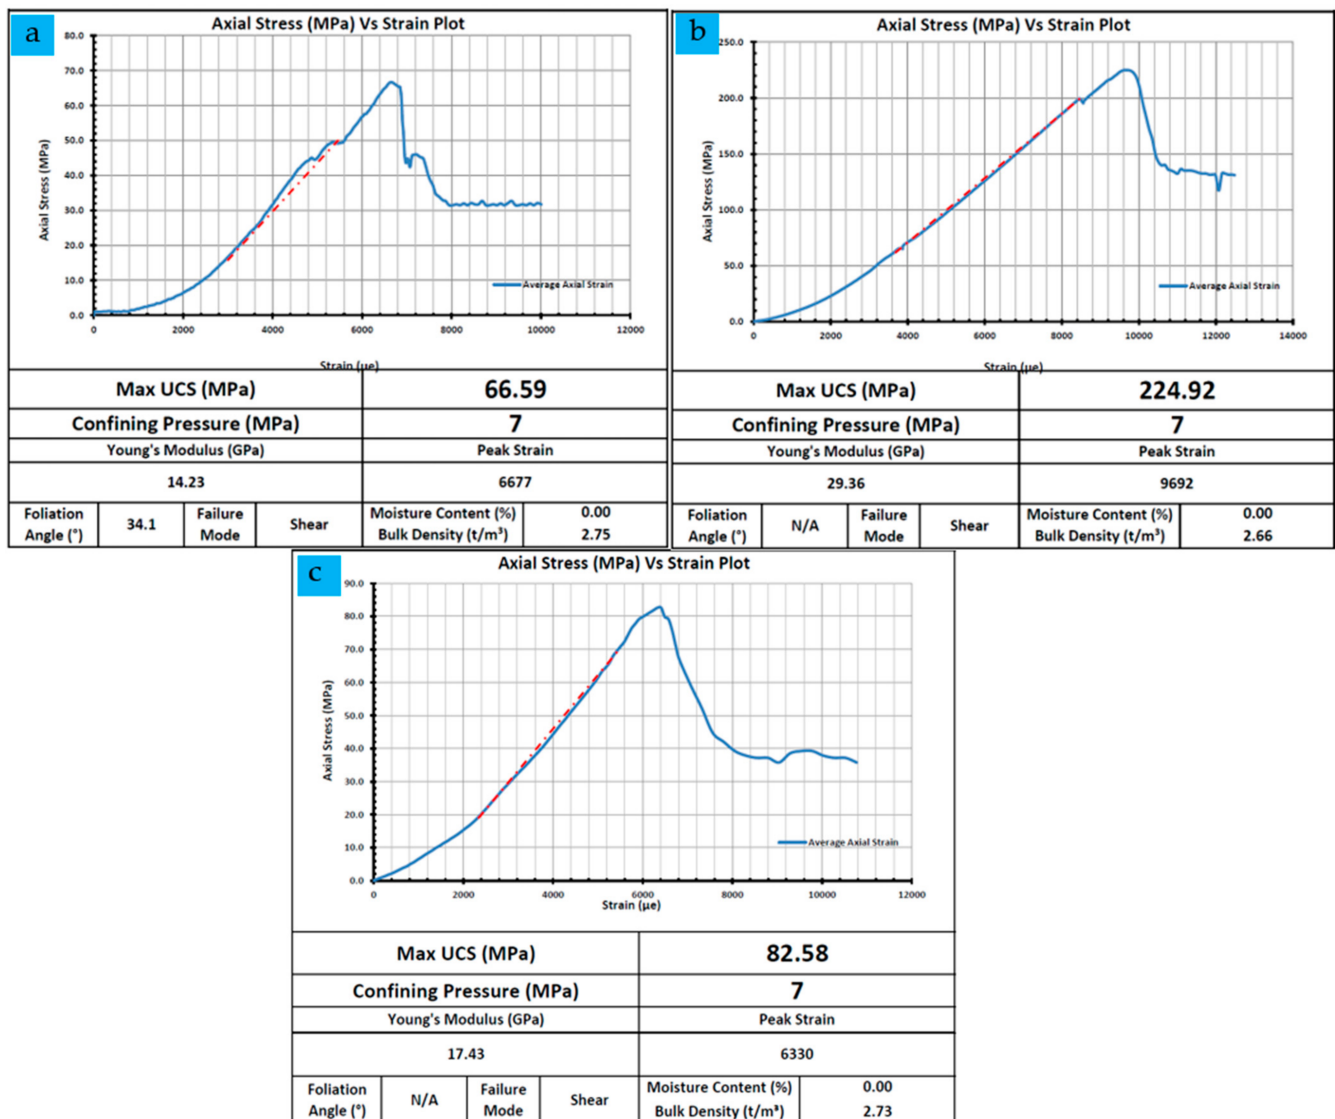 a
Axial Stress (MPa) Vs Strain Plot
80.0
70.0
60.0
50.0
40.0
30.0
20.0
10.0
0.0
Axial Stress (MPa)
Average Axial Strain
0 2000 4000 6000 8000 10000 12000
Strain (µe)
Max UCS (MPa) 66.59
Confining Pressure (MPa) 7
Young's Modulus (GPa) Peak Strain
14.23 6677
Foliation Angle (°) 34.1 Failure Mode Shear Moisture Content (%) 0.00
Bulk Density (t/m³) 2.75
b
Axial Stress (MPa) Vs Strain Plot
250.0
200.0
150.0
100.0
50.0
0.0
Axial Stress (MPa)
Average Axial Strain
0 2000 4000 6000 8000 10000 12000 14000
Strain (µe)
Max UCS (MPa) 224.92
Confining Pressure (MPa) 7
Young's Modulus (GPa) Peak Strain
29.36 9692
Foliation Angle (°) N/A Failure Mode Shear Moisture Content (%) 0.00
Bulk Density (t/m³) 2.66
c
Axial Stress (MPa) Vs Strain Plot
90.0
80.0
70.0
60.0
50.0
40.0
30.0
20.0
10.0
0.0
Axial Stress (MPa)
Average Axial Strain
0 2000 4000 6000 8000 10000 12000
Strain (µe)
Max UCS (MPa) 82.58
Confining Pressure (MPa) 7
Young's Modulus (GPa) Peak Strain
17.43 6330
Foliation Angle (°) N/A Failure Mode Shear Moisture Content (%) 0.00
Bulk Density (t/m³) 2.73